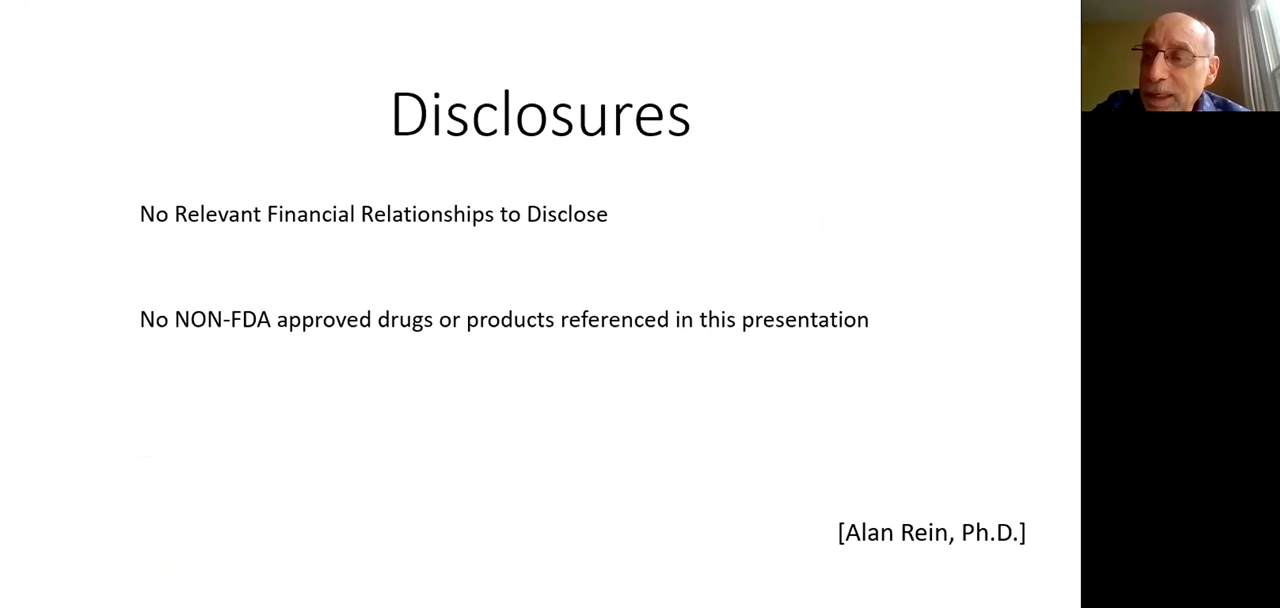 Disclosures
No Relevant Financial Relationships to Disclose
No NON-FDA approved drugs or products referenced in this presentation
[Alan Rein, Ph.D.]